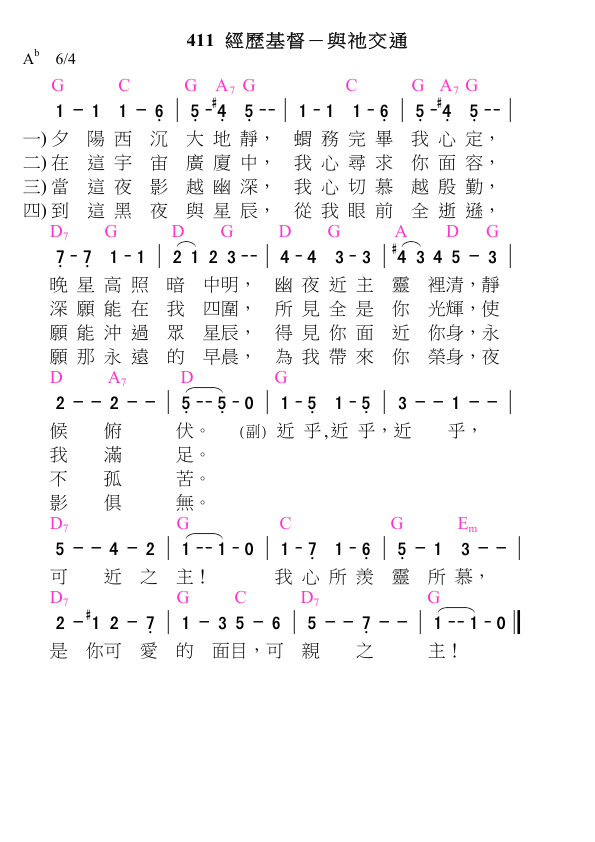 411 經歷基督－與祂交通
A♭ 6/4
G C G A7 G C G A7 G
1 - 1 1 - 6̣ | 5̣ - #4̣ 5̣ - - | 1 - 1 1 - 6̣ | 5̣ - #4̣ 5̣ - - |
一) 夕 陽 西 沉 大 地 靜， 蝟 務 完 畢 我 心 定，
二) 在 這 宇 宙 廣 廈 中， 我 心 尋 求 你 面 容，
三) 當 這 夜 影 越 幽 深， 我 心 切 慕 越 殷 勤，
四) 到 這 黑 夜 與 星 辰， 從 我 眼 前 全 逝 遜，
D7 G D G D G A D G
7̣ - 7̣ 1 - 1 | 2 1 2 3 - - | 4 - 4 3 - 3 | #4 3 4 5 - 3 |
晚 星 高 照 暗 中明， 幽 夜 近 主 靈 裡清，靜
深 願 能 在 我 四圍， 所 見 全 是 你 光輝，使
願 能 沖 過 眾 星辰， 得 見 你 面 近 你身，永
願 那 永 遠 的 早晨， 為 我 帶 來 你 榮身，夜
D A7 D G
2 - - 2 - - | 5̣ - - 5̣ - 0 | 1 - 5̣ 1 - 5̣ | 3 - - 1 - - |
候 俯 伏。 (副) 近 乎,近 乎，近 乎，
我 滿 足。
不 孤 苦。
影 俱 無。
D7 G C G Em
5 - - 4 - 2 | 1 - - 1 - 0 | 1 - 7̣ 1 - 6̣ | 5̣ - 1 3 - - |
可 近 之 主！ 我 心 所 羨 靈 所 慕，
D7 G C D7 G
2 - #1 2 - 7̣ | 1 - 3 5 - 6 | 5 - - 7̣ - - | 1 - - 1 - 0 ‖
是 你可 愛 的 面目，可 親 之 主！